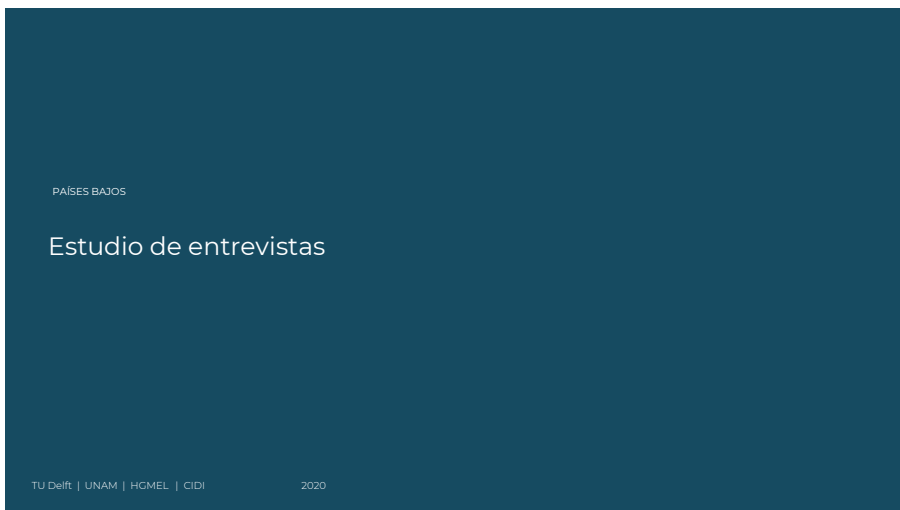 PAÍSES BAJOS
Estudio de entrevistas
TU Delft | UNAM | HGMEL | CIDI 2020